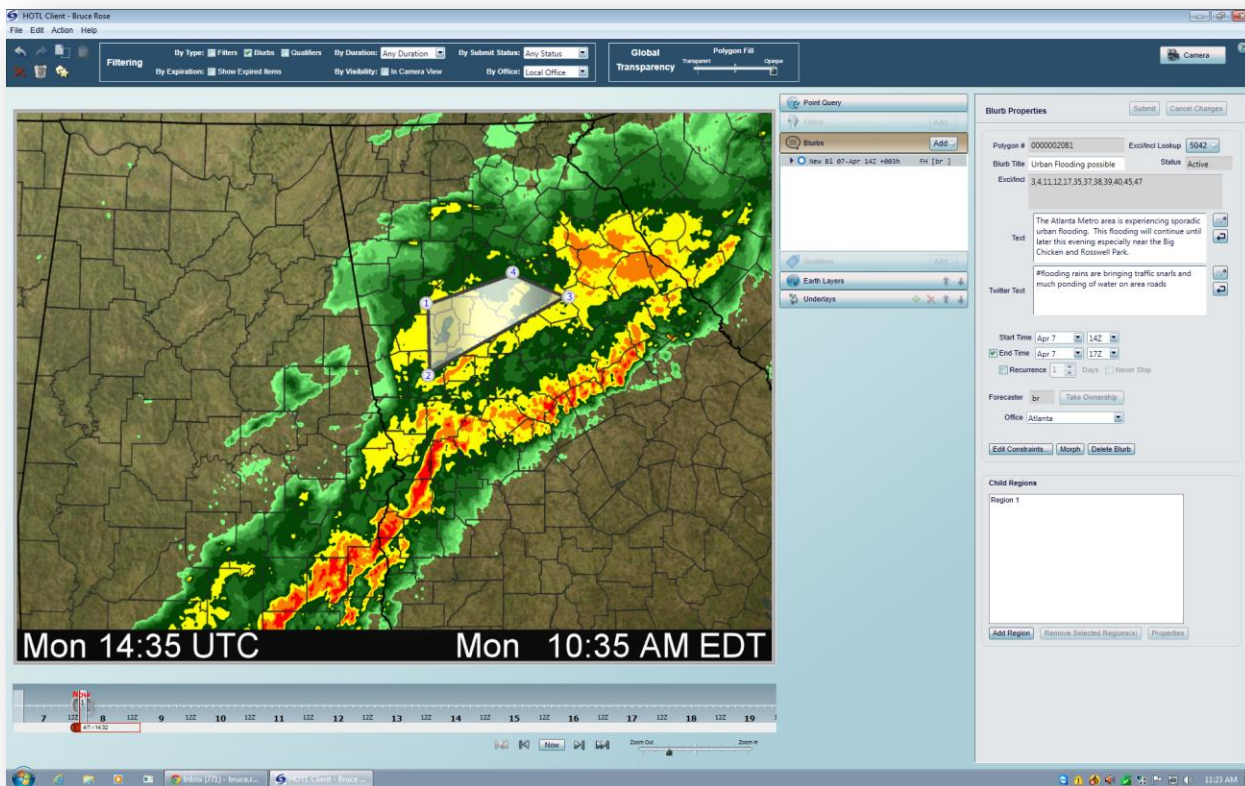 HOTL Client - Bruce Rose
File Edit Action Help
Filtering
By Type: Filters Blurbs Qualifiers By Duration: Any Duration By Submit Status: Any Status
By Expiration: Show Expired Items By Visibility: In Camera View By Office: Local Office
Global Transparency
Polygon Fill
Transparent Opaque
Camera
Point Query
Filters Add
Blurbs Add
New Bl 07-Apr 14Z +003h FH [br ]
Qualifiers Add
Earth Layers
Underlays
1
2
3
4
Mon 14:35 UTC Mon 10:35 AM EDT
Blurb Properties Submit Cancel Changes
Polygon # 0000002081 Excl/Incl Lookup 5042
Blurb Title Urban Flooding possible Status Active
Excl/Incl 3,4,11,12,17,35,37,38,39,40,45,47
Text
The Atlanta Metro area is experiencing sporadic
urban flooding. This flooding will continue until
later this evening especially near the Big
Chicken and Rosswell Park.
Twitter Text
#flooding rains are bringing traffic snarls and
much ponding of water on area roads
Start Time Apr 7 14Z
End Time Apr 7 17Z
Recurrence 1 Days Never Stop
Forecaster br Take Ownership
Office Atlanta
Edit Constraints... Morph Delete Blurb
Child Regions
Region 1
Add Region Remove Selected Regions(s) Properties
Now
7 12Z 8 12Z 9 12Z 10 12Z 11 12Z 12 12Z 13 12Z 14 12Z 15 12Z 16 12Z 17 12Z 18 12Z 19
4/7 - 14:32
Now
Zoom Out Zoom In
Inbox (771) - bruce.r... HOTL Client - Bruce ...
11:23 AM